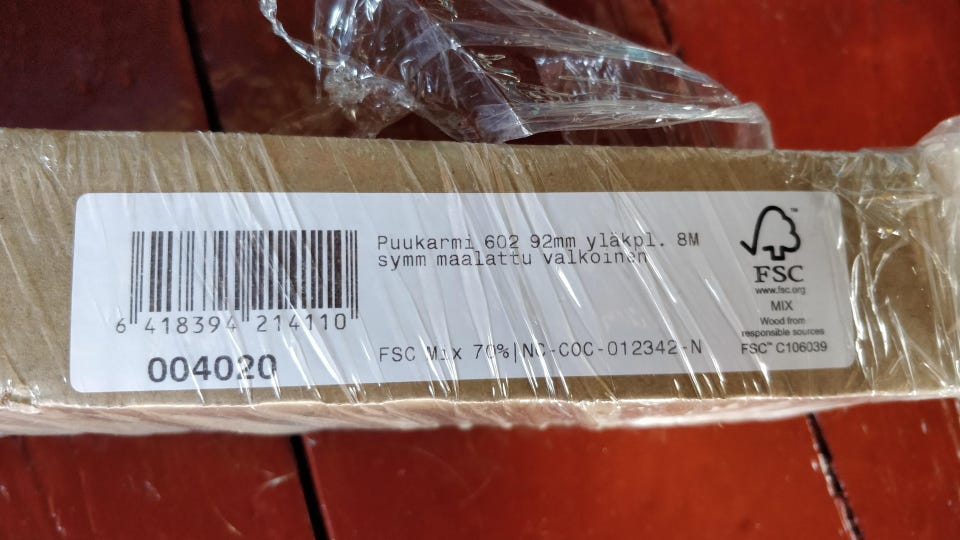 6 418394 214110
004020
Puukarmi 602 92mm yläkpl. 8M
symm maalattu valkoinen
FSC Mix 70%|NC-COC-012342-N
FSC
www.fsc.org
MIX
Wood from
responsible sources
FSC™ C106039